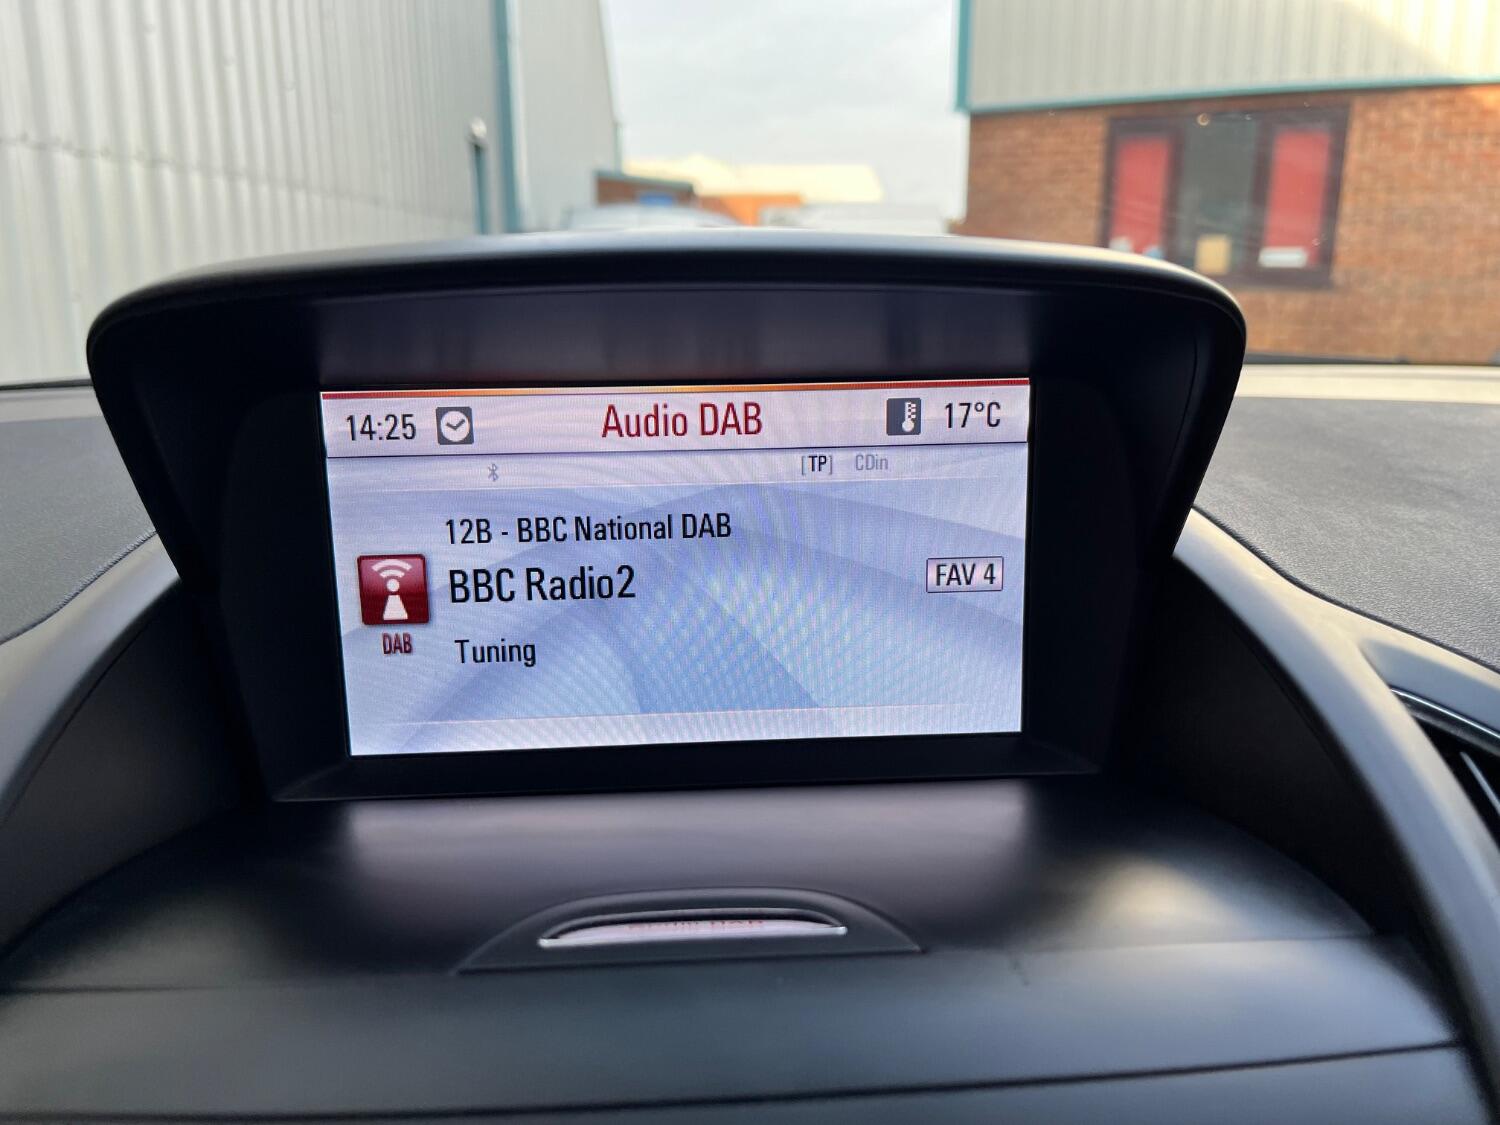 14:25 Audio DAB 17°C
[TP] CDin
12B - BBC National DAB
BBC Radio2 FAV 4
DAB Tuning